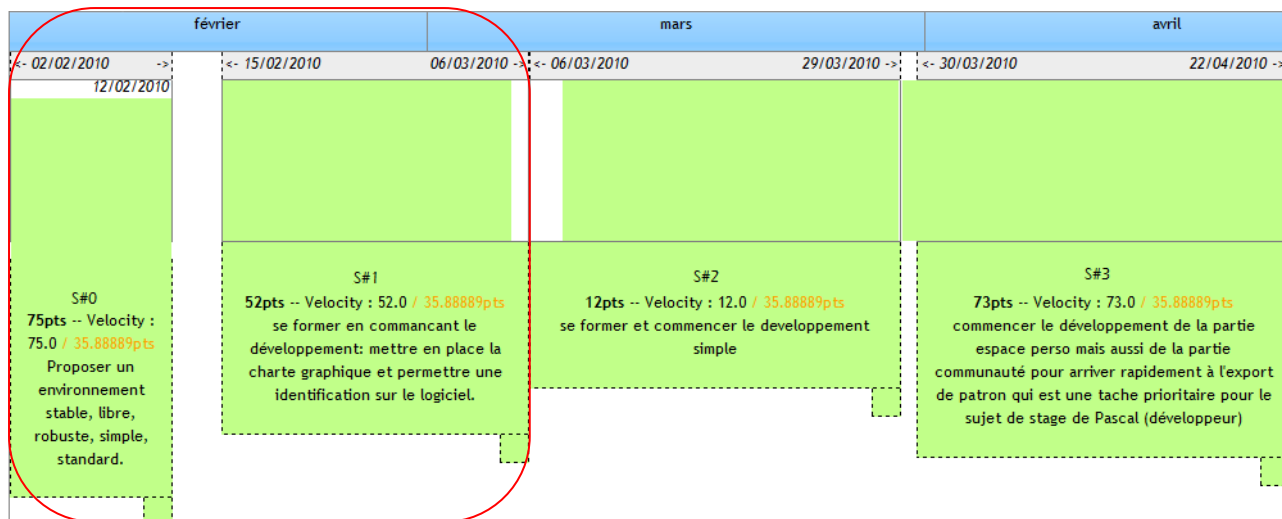 février mars avril
<- 02/02/2010 -> <- 15/02/2010 06/03/2010 -> <- 06/03/2010 29/03/2010 -> <- 30/03/2010 22/04/2010 ->
12/02/2010
S#0
75pts -- Velocity :
75.0 / 35.88889pts
Proposer un
environnement
stable, libre,
robuste, simple,
standard.
S#1
52pts -- Velocity : 52.0 / 35.88889pts
se former en commancant le
développement: mettre en place la
charte graphique et permettre une
identification sur le logiciel.
S#2
12pts -- Velocity : 12.0 / 35.88889pts
se former et commencer le developpement
simple
S#3
73pts -- Velocity : 73.0 / 35.88889pts
commencer le développement de la partie
espace perso mais aussi de la partie
communauté pour arriver rapidement à l'export
de patron qui est une tache prioritaire pour le
sujet de stage de Pascal (développeur)